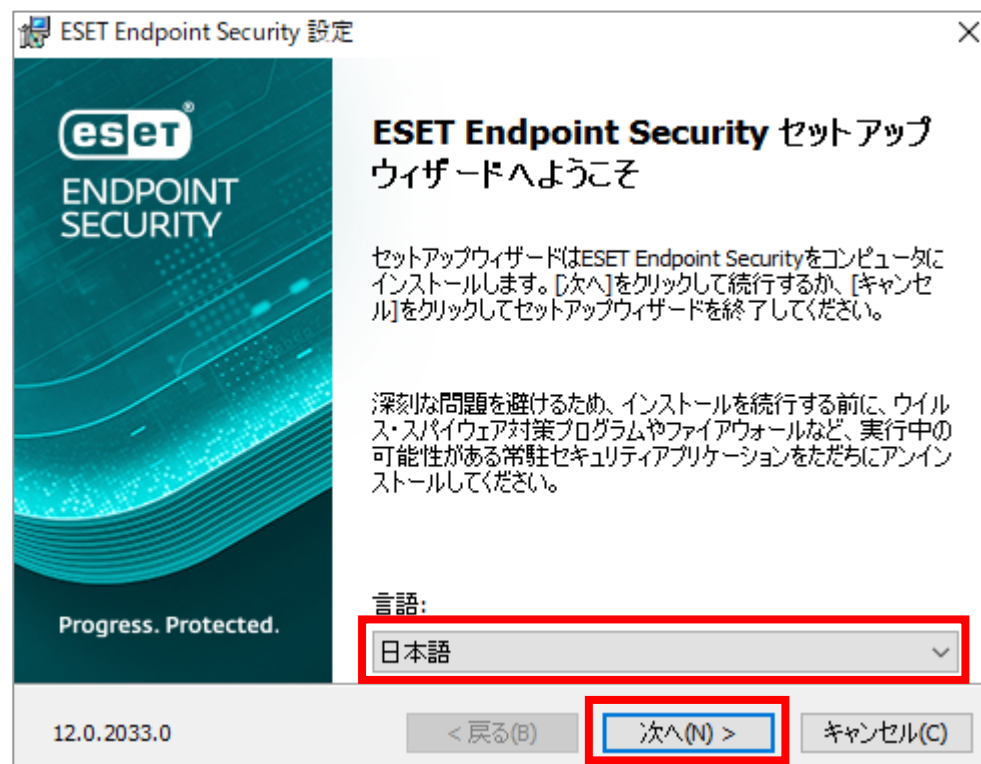 ESET Endpoint Security 設定
eseT®
ENDPOINT
SECURITY
ESET Endpoint Security セットアップ
ウィザードへようこそ
セットアップウィザードはESET Endpoint Securityをコンピュータに
インストールします。[次へ]をクリックして続行するか、[キャンセ
ル]をクリックしてセットアップウィザードを終了してください。
深刻な問題を避けるため、インストールを続行する前に、ウイル
ス・スパイウェア対策プログラムやファイアウォールなど、実行中の
可能性がある常駐セキュリティアプリケーションをただちにアンイン
ストールしてください。
言語:
日本語
Progress. Protected.
12.0.2033.0
< 戻る(B)
次へ(N) >
キャンセル(C)